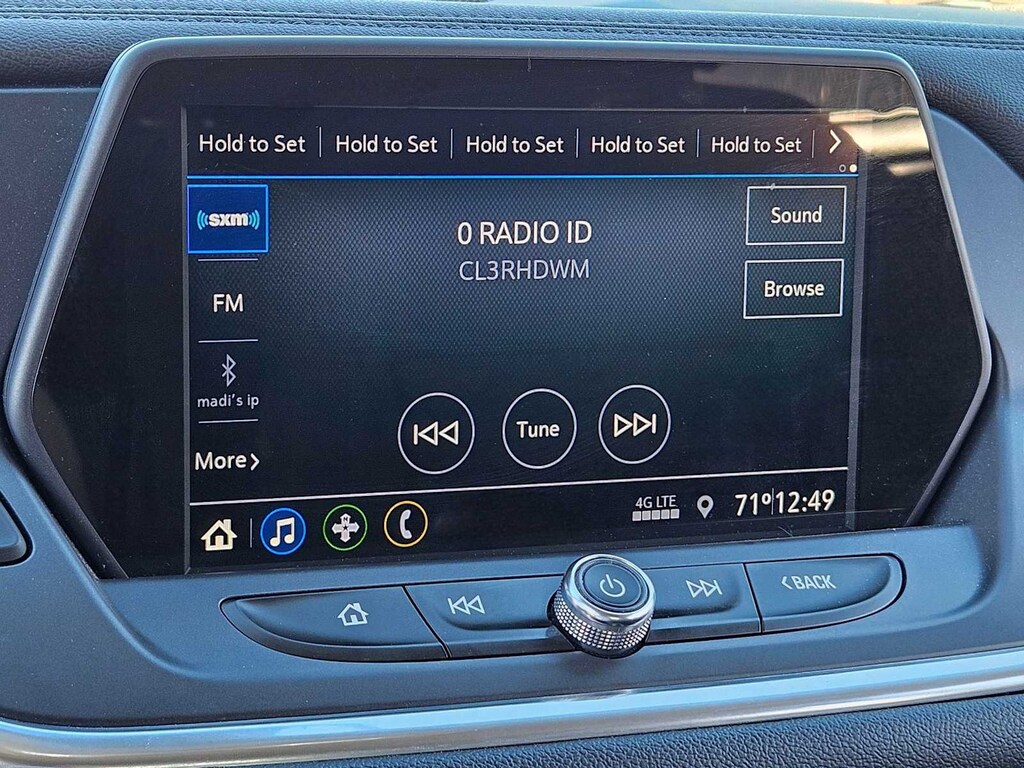 Hold to Set Hold to Set Hold to Set Hold to Set Hold to Set
sxm
0 RADIO ID
CL3RHDWM
Sound
Browse
FM
madi's ip
More
Tune
4G LTE
71° 12:49
N
BACK